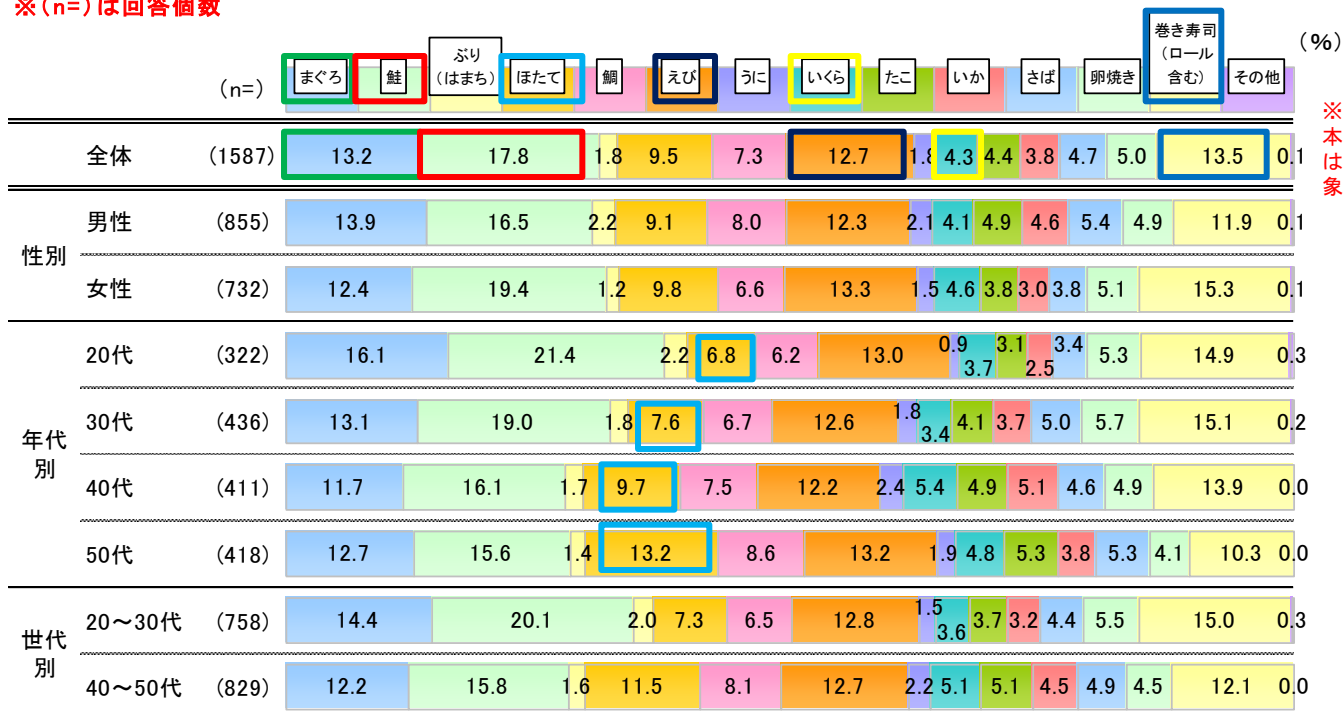 ※(n=)は回答個数
(%)
(n=) まぐろ 鮭 ぶり(はまち) ほたて 鯛 えび うに いくら たこ いか さば 卵焼き 巻き寿司(ロール含む) その他
全体 (1587) 13.2 17.8 1.8 9.5 7.3 12.7 1.8 4.3 4.4 3.8 4.7 5.0 13.5 0.1
性別
男性 (855) 13.9 16.5 2.2 9.1 8.0 12.3 2.1 4.1 4.9 4.6 5.4 4.9 11.9 0.1
女性 (732) 12.4 19.4 1.2 9.8 6.6 13.3 1.5 4.6 3.8 3.0 3.8 5.1 15.3 0.1
年代別
20代 (322) 16.1 21.4 2.2 6.8 6.2 13.0 0.9 3.7 3.1 2.5 3.4 5.3 14.9 0.3
30代 (436) 13.1 19.0 1.8 7.6 6.7 12.6 1.8 3.4 4.1 3.7 5.0 5.7 15.1 0.2
40代 (411) 11.7 16.1 1.7 9.7 7.5 12.2 2.4 5.4 4.9 5.1 4.6 4.9 13.9 0.0
50代 (418) 12.7 15.6 1.4 13.2 8.6 13.2 1.9 4.8 5.3 3.8 5.3 4.1 10.3 0.0
世代別
20～30代 (758) 14.4 20.1 2.0 7.3 6.5 12.8 1.5 3.6 3.7 3.2 4.4 5.5 15.0 0.3
40～50代 (829) 12.2 15.8 1.6 11.5 8.1 12.7 2.2 5.1 5.1 4.5 4.9 4.5 12.1 0.0
※
本
は
象